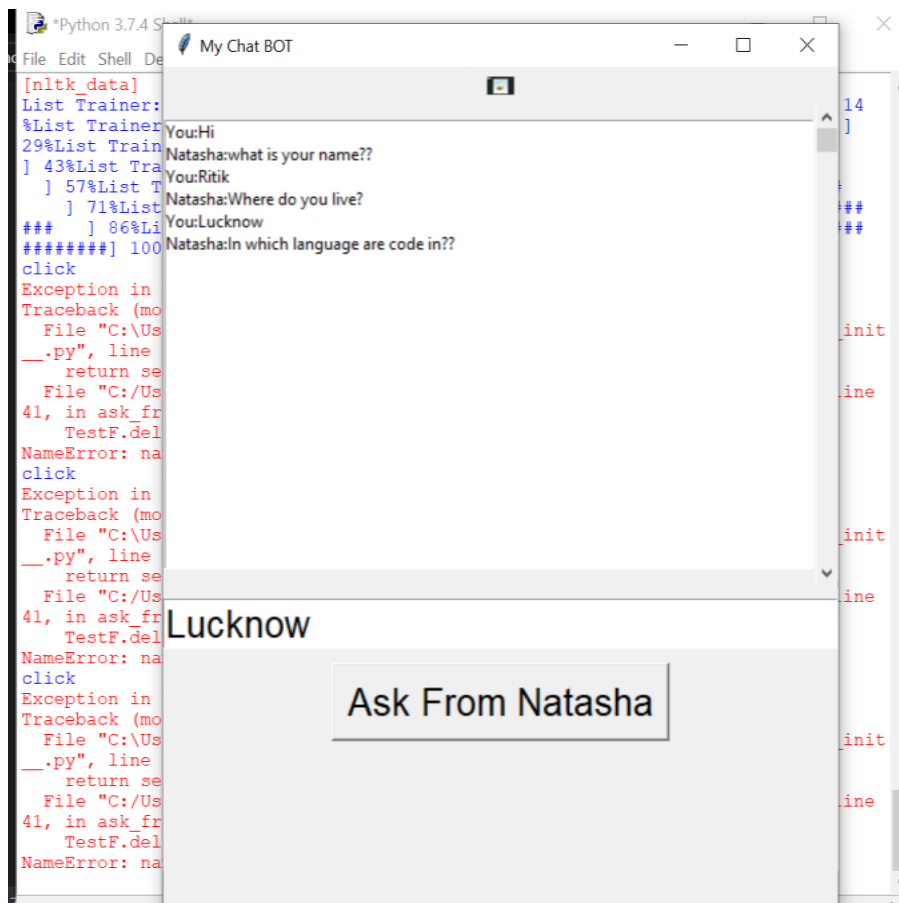 *Python 3.7.4 Shell*
File Edit Shell De
My Chat BOT
[nltk_data]
List Trainer: 14
%List Trainer ]
29%List Train
] 43%List Tra
] 57%List T #
] 71%List ##
### ] 86%Li ##
########] 100
click
Exception in
Traceback (mo
File "C:\Us _init
__.py", line
return se
File "C:/Us ine
41, in ask_fr
TestF.del
NameError: na
click
Exception in
Traceback (mo
File "C:\Us _init
__.py", line
return se
File "C:/Us ine
41, in ask_fr
TestF.del
NameError: na
click
Exception in
Traceback (mo
File "C:\Us _init
__.py", line
return se
File "C:/Us ine
41, in ask_fr
TestF.del
NameError: na
You:Hi
Natasha:what is your name??
You:Ritik
Natasha:Where do you live?
You:Lucknow
Natasha:In which language are code in??
Lucknow
Ask From Natasha